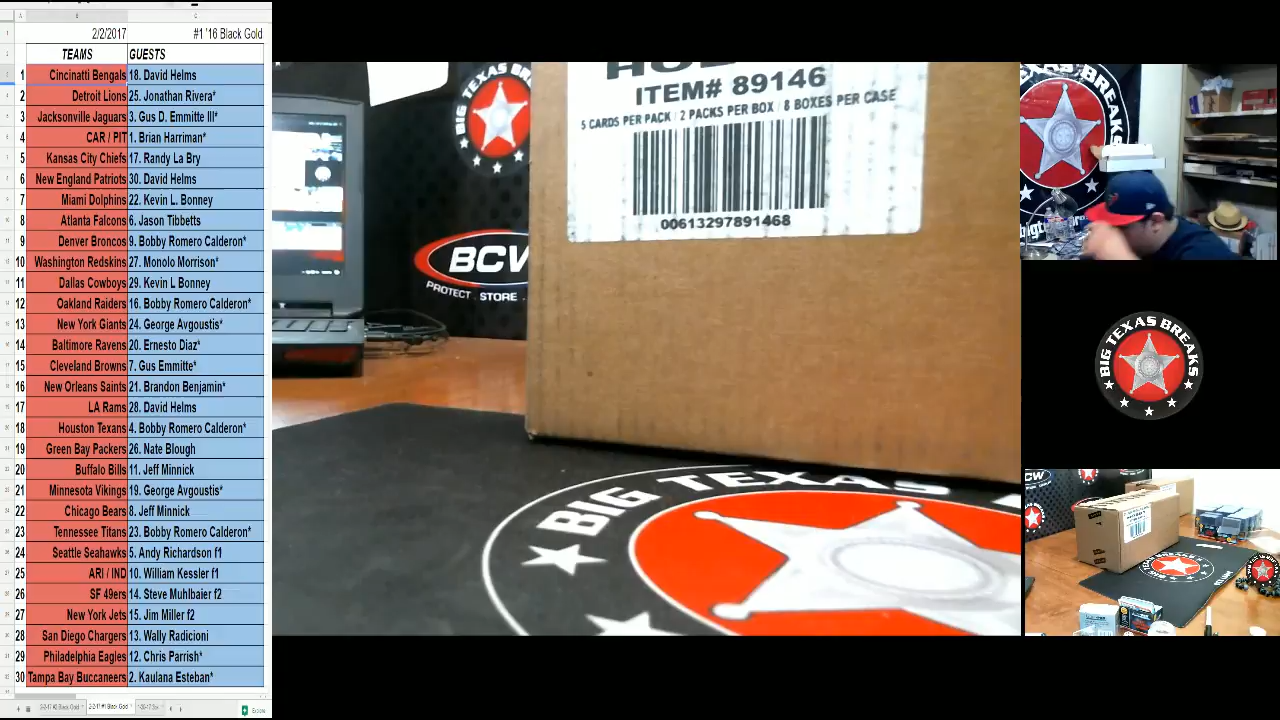 2/2/2017 #1 '16 Black Gold
TEAMS GUESTS
1 Cincinatti Bengals 18. David Helms
2 Detroit Lions 25. Jonathan Rivera*
3 Jacksonville Jaguars 3. Gus D. Emmitte III*
4 CAR / PIT 1. Brian Harriman*
5 Kansas City Chiefs 17. Randy La Bry
6 New England Patriots 30. David Helms
7 Miami Dolphins 22. Kevin L. Bonney
8 Atlanta Falcons 6. Jason Tibbetts
9 Denver Broncos 9. Bobby Romero Calderon*
10 Washington Redskins 27. Monolo Morrison*
11 Dallas Cowboys 29. Kevin L Bonney
12 Oakland Raiders 16. Bobby Romero Calderon*
13 New York Giants 24. George Avgoustis*
14 Baltimore Ravens 20. Ernesto Diaz*
15 Cleveland Browns 7. Gus Emmitte*
16 New Orleans Saints 21. Brandon Benjamin*
17 LA Rams 28. David Helms
18 Houston Texans 4. Bobby Romero Calderon*
19 Green Bay Packers 26. Nate Blough
20 Buffalo Bills 11. Jeff Minnick
21 Minnesota Vikings 19. George Avgoustis*
22 Chicago Bears 8. Jeff Minnick
23 Tennessee Titans 23. Bobby Romero Calderon*
24 Seattle Seahawks 5. Andy Richardson f1
25 ARI / IND 10. William Kessler f1
26 SF 49ers 14. Steve Muhlbaier f2
27 New York Jets 15. Jim Miller f2
28 San Diego Chargers 13. Wally Radicioni
29 Philadelphia Eagles 12. Chris Parrish*
30 Tampa Bay Buccaneers 2. Kaulana Esteban*
2-2-17 #1 Black Gold
Explore
ITEM# 89146
5 CARDS PER PACK / 2 PACKS PER BOX / 8 BOXES PER CASE
00613297891468
BIG TEXAS BREAKS
BCW
PROTECT . STORE .
BIG TEXAS BREAKS
BIG TEXAS BREAKS